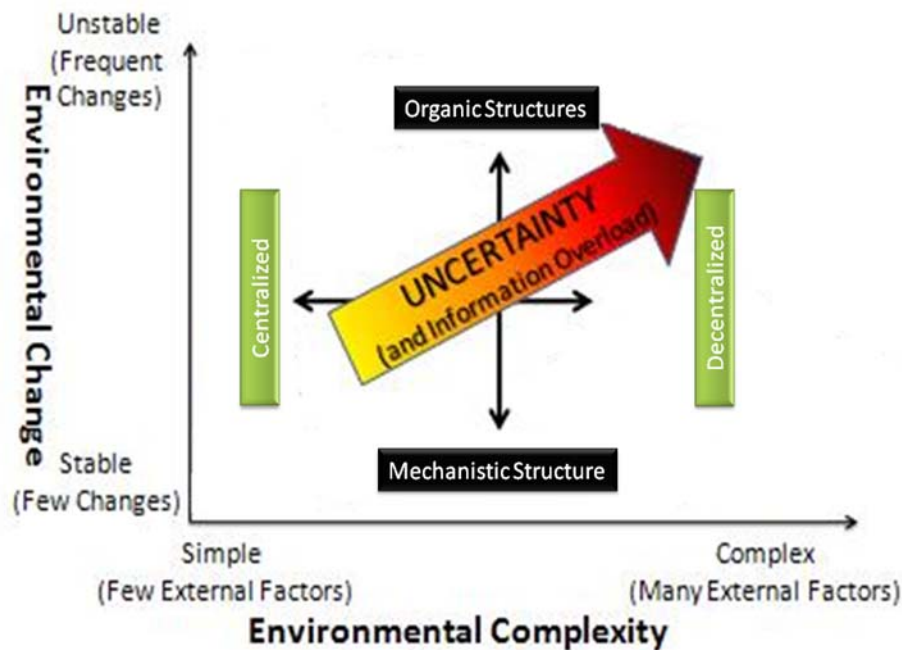 Unstable
(Frequent
Changes)
Environmental Change
Organic Structures
UNCERTAINTY
(and Information Overload)
Centralized
Decentralized
Mechanistic Structure
Stable
(Few Changes)
Simple
(Few External Factors)
Complex
(Many External Factors)
Environmental Complexity